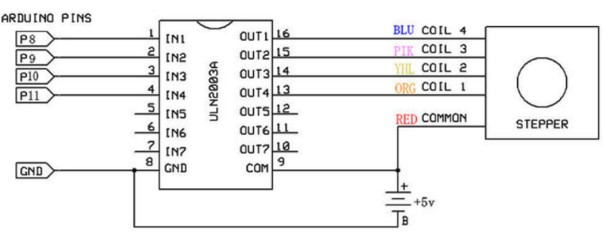 ARDUINO PINS
P8 1 IN1 OUT1 16 BLU COIL 4
P9 2 IN2 OUT2 15 PIK COIL 3
P10 3 IN3 OUT3 14 YHL COIL 2
P11 4 IN4 OUT4 13 ORG COIL 1
5 IN5 OUT5 12
6 IN6 OUT6 11
7 IN7 OUT7 10
GND 8 GND COM 9
ULN2003A
RED COMMON
STEPPER
+
+5v
B